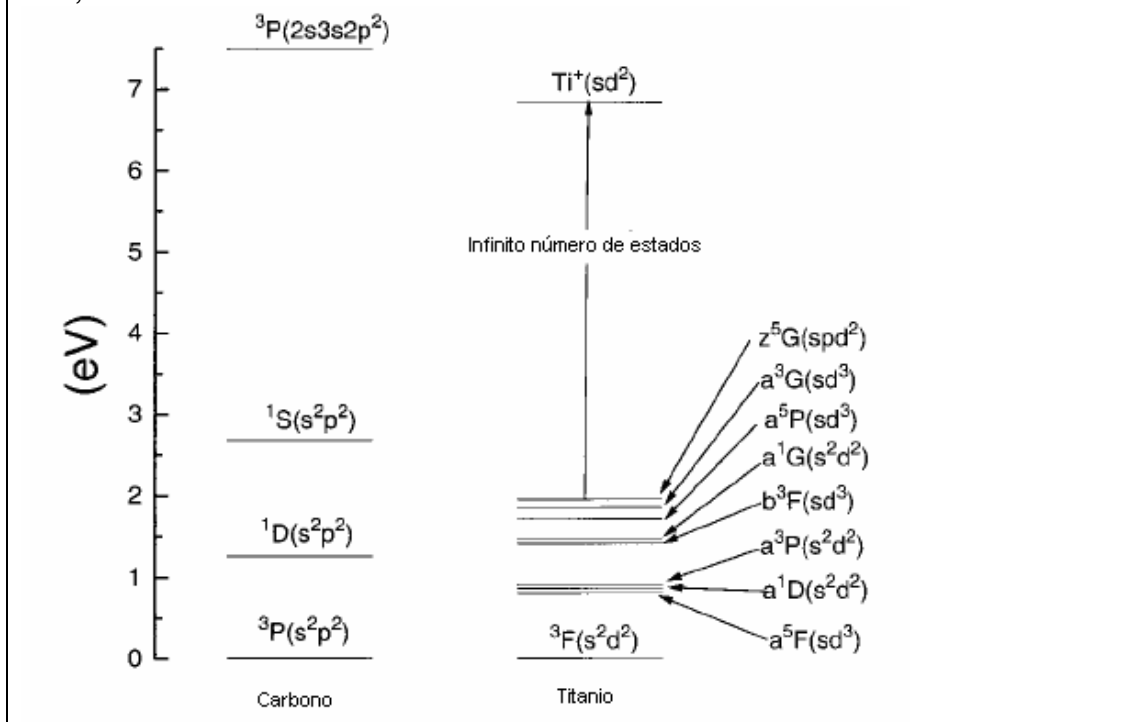 ³P(2s3s2p²)
7
Ti⁺(sd²)
6
Infinito número de estados
5
(eV)
4
z⁵G(spd²)
a³G(sd³)
3
¹S(s²p²)
a⁵P(sd³)
a¹G(s²d²)
2
b³F(sd³)
¹D(s²p²)
a³P(s²d²)
1
a¹D(s²d²)
³P(s²p²)
³F(s²d²)
a⁵F(sd³)
0
Carbono
Titanio